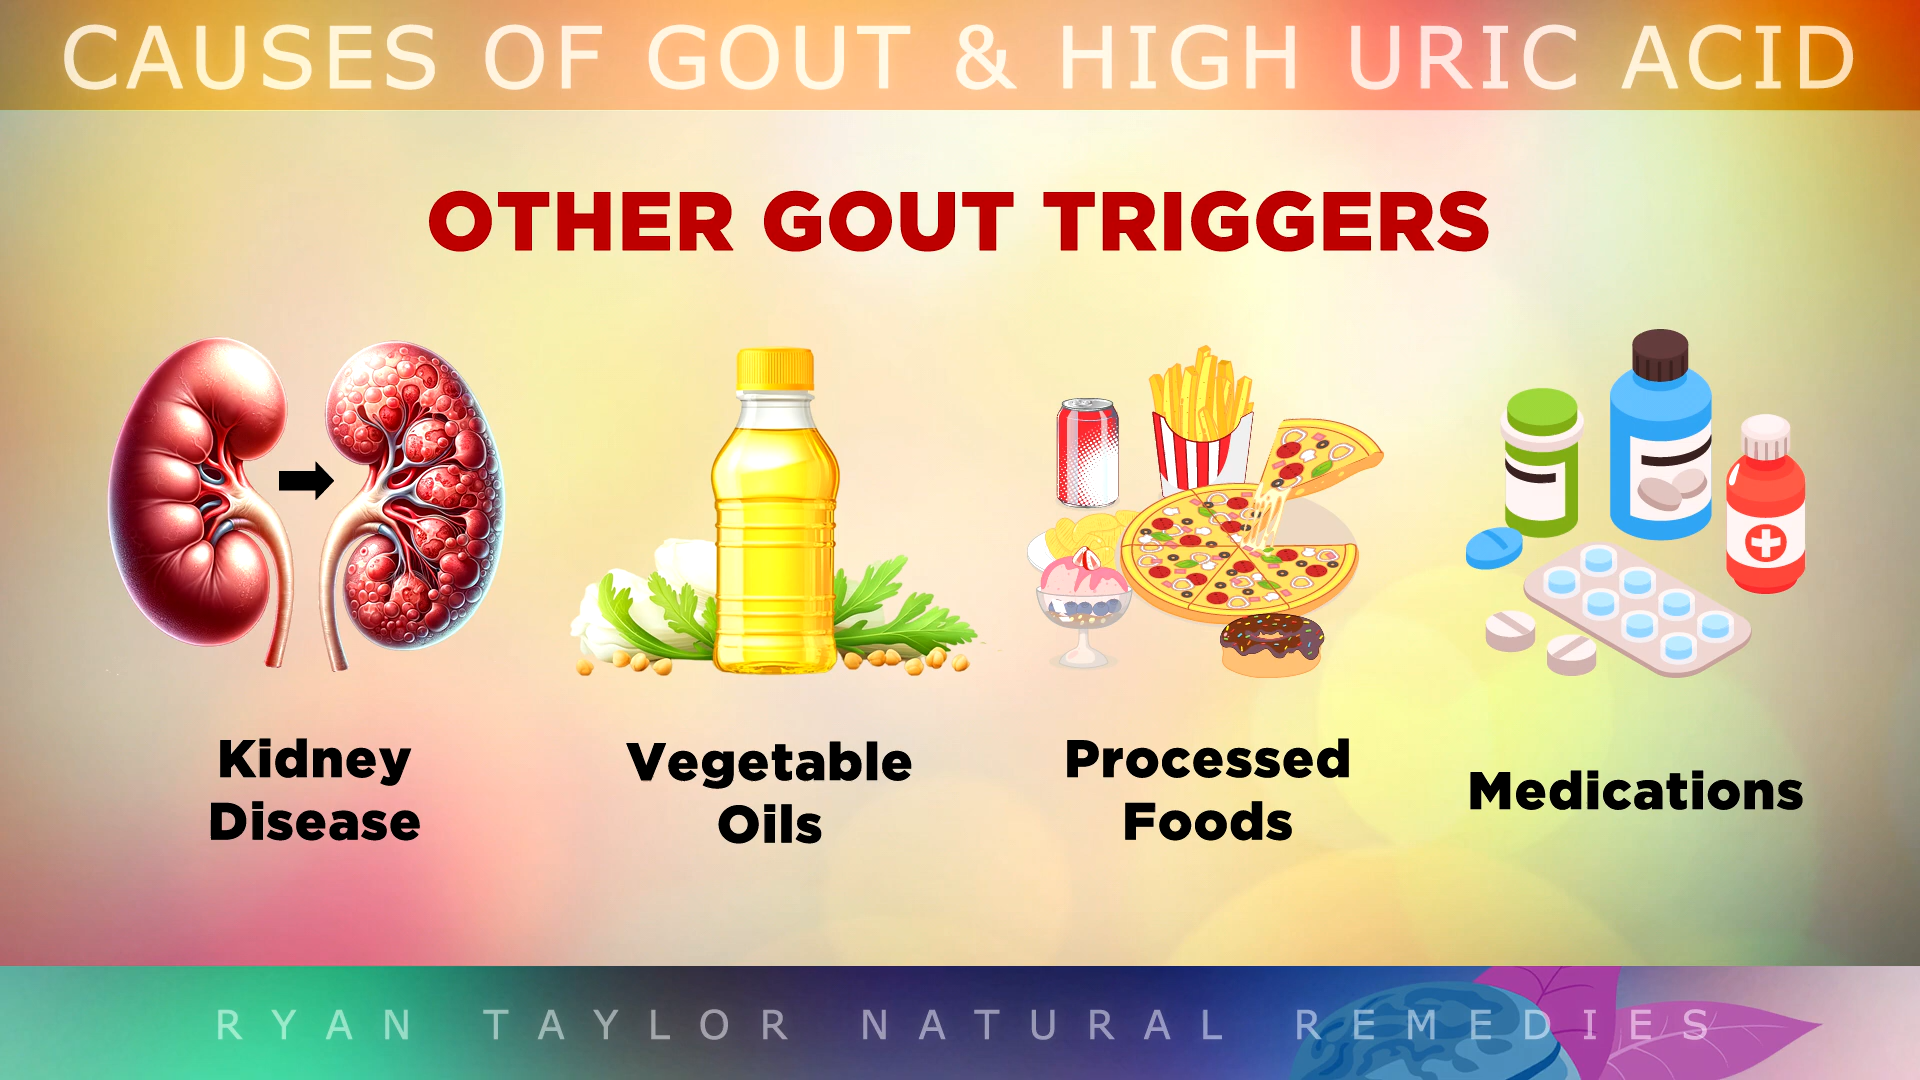 CAUSES OF GOUT & HIGH URIC ACID
OTHER GOUT TRIGGERS
Kidney
Disease
Vegetable
Oils
Processed
Foods
Medications
RYAN TAYLOR NATURAL REMEDIES